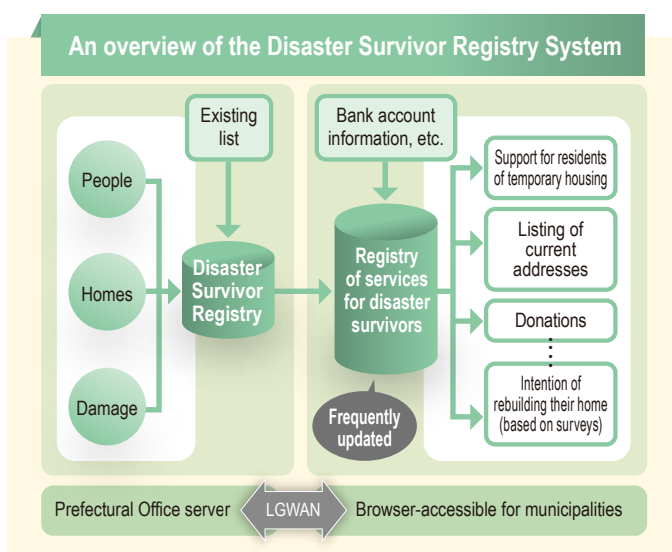 An overview of the Disaster Survivor Registry System
Existing
list
People
Homes
Damage
Disaster
Survivor
Registry
Bank account
information, etc.
Registry
of services
for disaster
survivors
Frequently
updated
Support for residents
of temporary housing
Listing of
current
addresses
Donations
Intention of
rebuilding their home
(based on surveys)
Prefectural Office server
LGWAN
Browser-accessible for municipalities